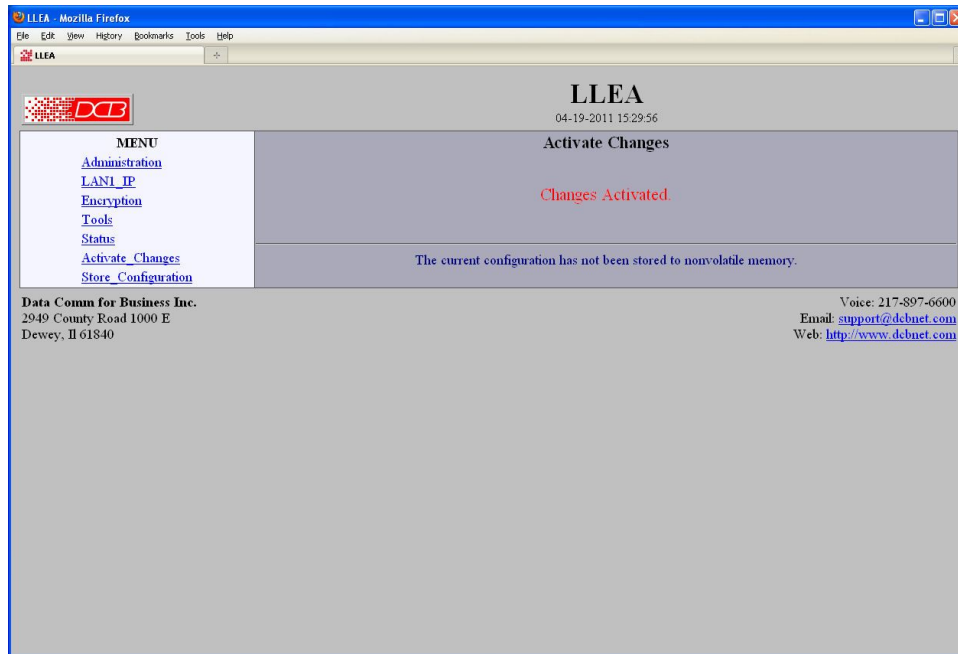 LLEA - Mozilla Firefox
File Edit View History Bookmarks Tools Help
LLEA
DCB
LLEA
04-19-2011 15:29:56
MENU
Administration
LAN1_IP
Encryption
Tools
Status
Activate_Changes
Store_Configuration
Activate Changes
Changes Activated.
The current configuration has not been stored to nonvolatile memory.
Data Comm for Business Inc.
2949 County Road 1000 E
Dewey, Il 61840
Voice: 217-897-6600
Email: support@dcbnet.com
Web: http://www.dcbnet.com